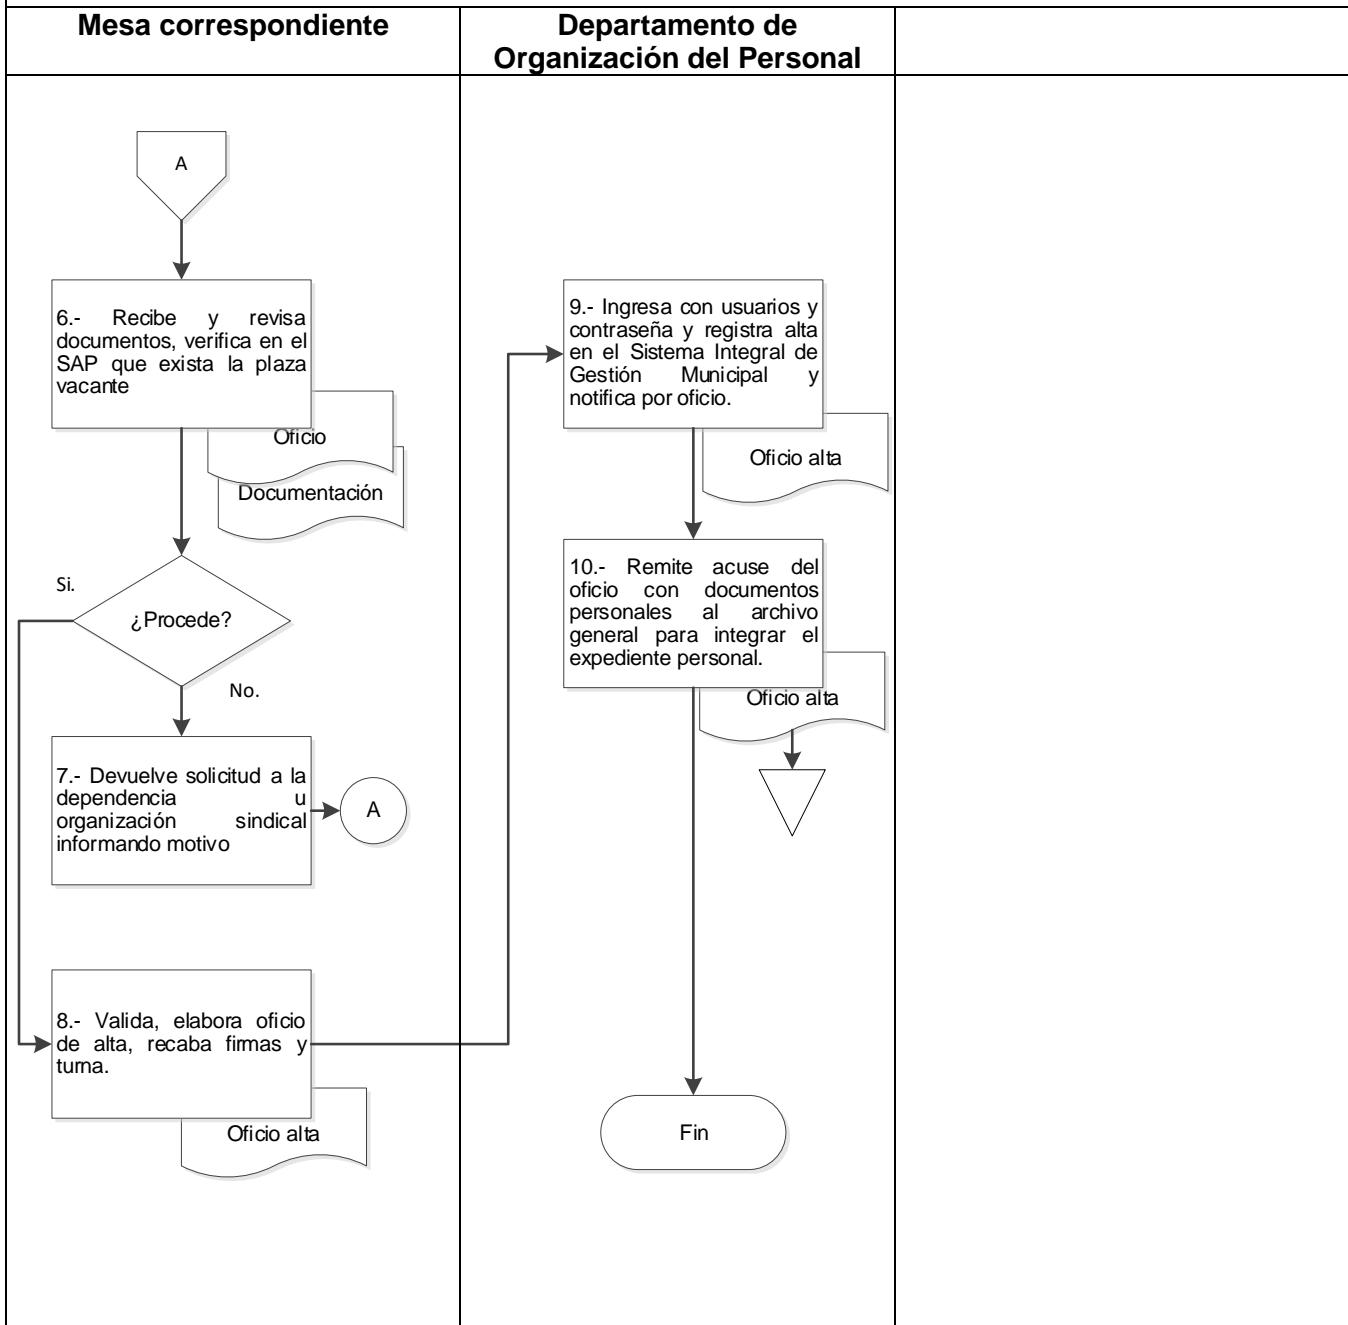 Mesa correspondiente
Departamento de
Organización del Personal
A
6.- Recibe y revisa
documentos, verifica en el
SAP que exista la plaza
vacante
Oficio
Documentación
Si.
¿Procede?
No.
7.- Devuelve solicitud a la
dependencia u
organización sindical
informando motivo
A
8.- Valida, elabora oficio
de alta, recaba firmas y
turna.
Oficio alta
9.- Ingresa con usuarios y
contraseña y registra alta
en el Sistema Integral de
Gestión Municipal y
notifica por oficio.
Oficio alta
10.- Remite acuse del
oficio con documentos
personales al archivo
general para integrar el
expediente personal.
Oficio alta
Fin